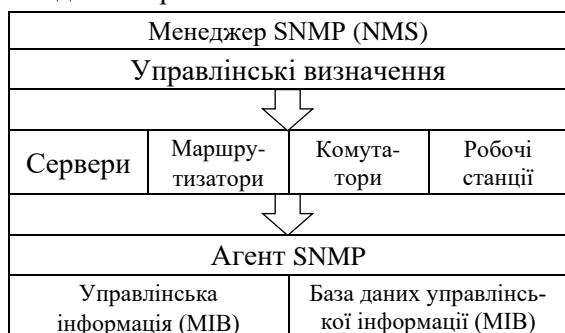 Менеджер SNMP (NMS)
Управлінські визначення
Сервери
Маршру-
тизатори
Комута-
тори
Робочі
станції
Агент SNMP
Управлінська
інформація (MIB)
База даних управлінсь-
кої інформації (MIB)